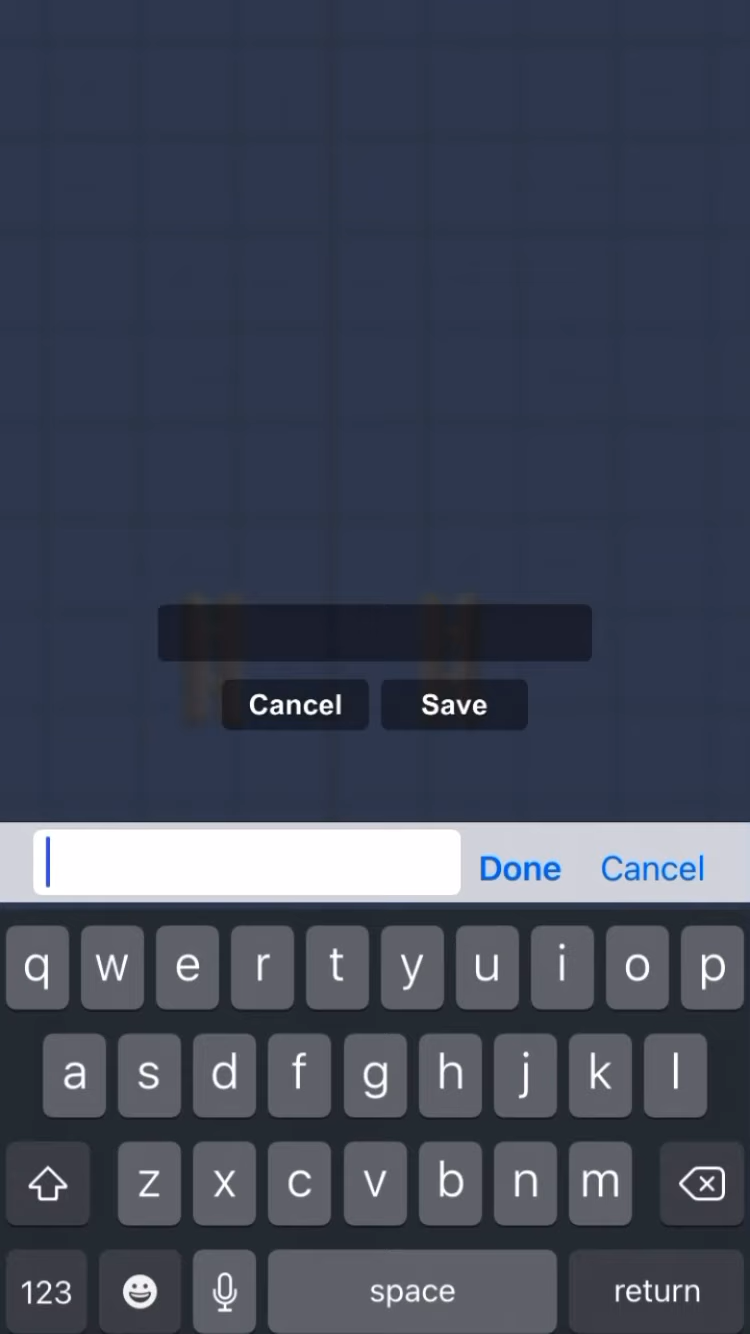 Cancel Save
Done Cancel
q w e r t y u i o p
a s d f g h j k l
z x c v b n m
123 space return